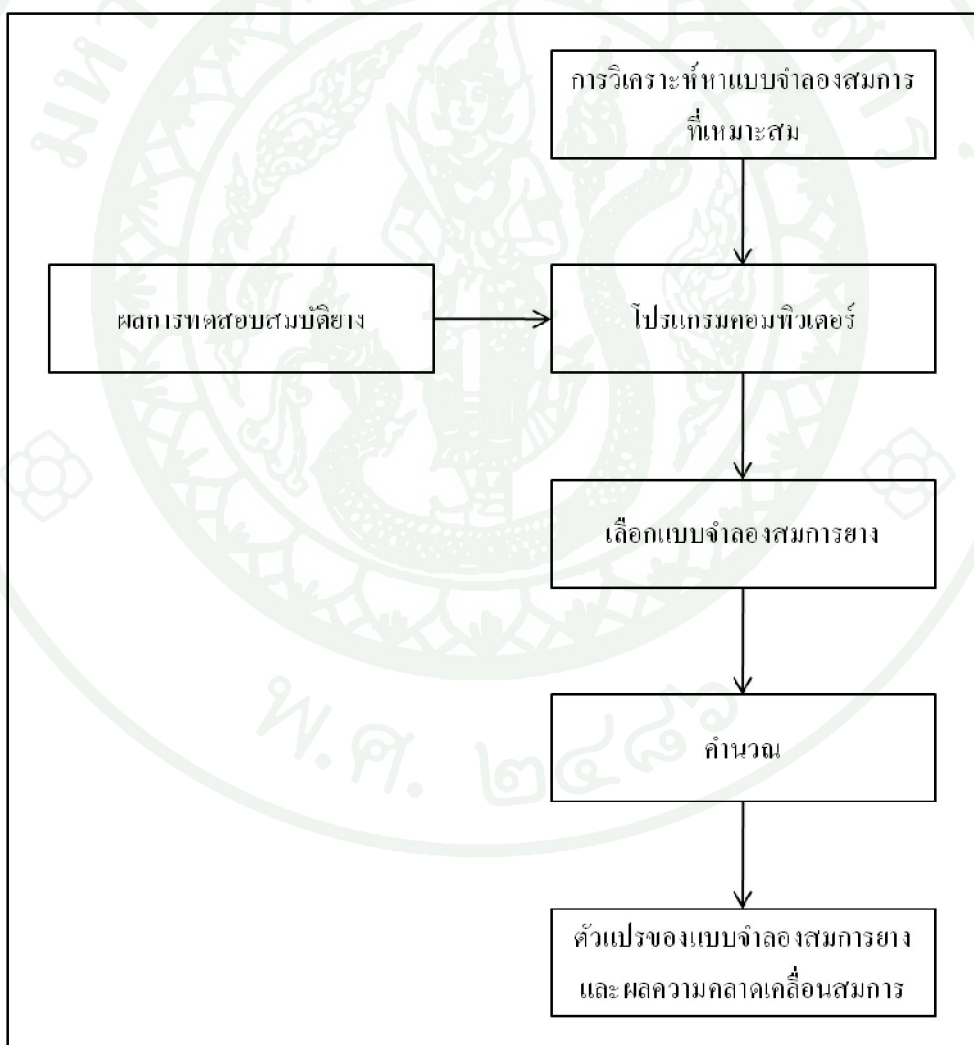 การวิเคราะห์หาแบบจำลองสมการ
ที่เหมาะสม
ผลการทดสอบสมบัติยาง
โปรแกรมคอมพิวเตอร์
เลือกแบบจำลองสมการยาง
คำนวณ
ตัวแปรของแบบจำลองสมการยาง
และผลความคลาดเคลื่อนสมการ
พ.ศ. ๒๔๘๖